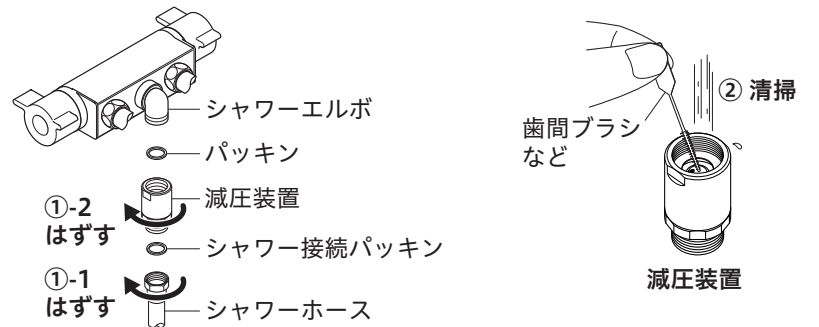 シャワーエルボ
パッキン
減圧装置
①-2
はずす
シャワー接続パッキン
①-1
はずす
シャワーホース
② 清掃
歯間ブラシ
など
減圧装置